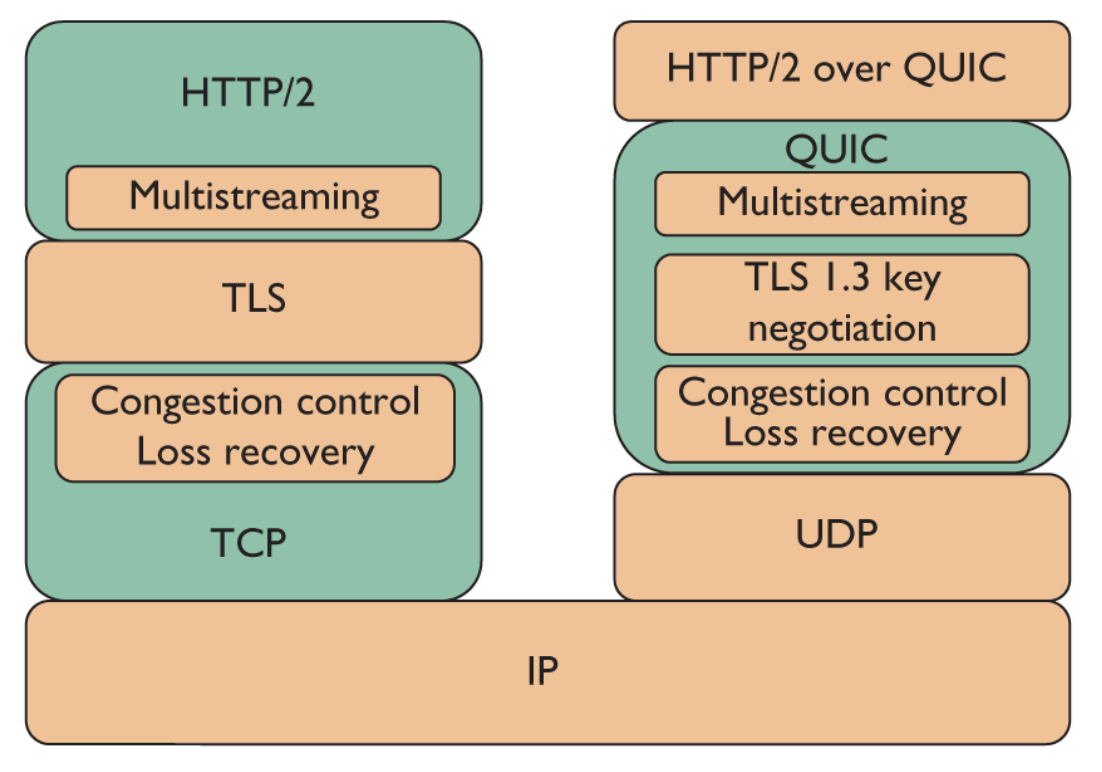 HTTP/2
Multistreaming
TLS
Congestion control
Loss recovery
TCP
HTTP/2 over QUIC
QUIC
Multistreaming
TLS 1.3 key
negotiation
Congestion control
Loss recovery
UDP
IP